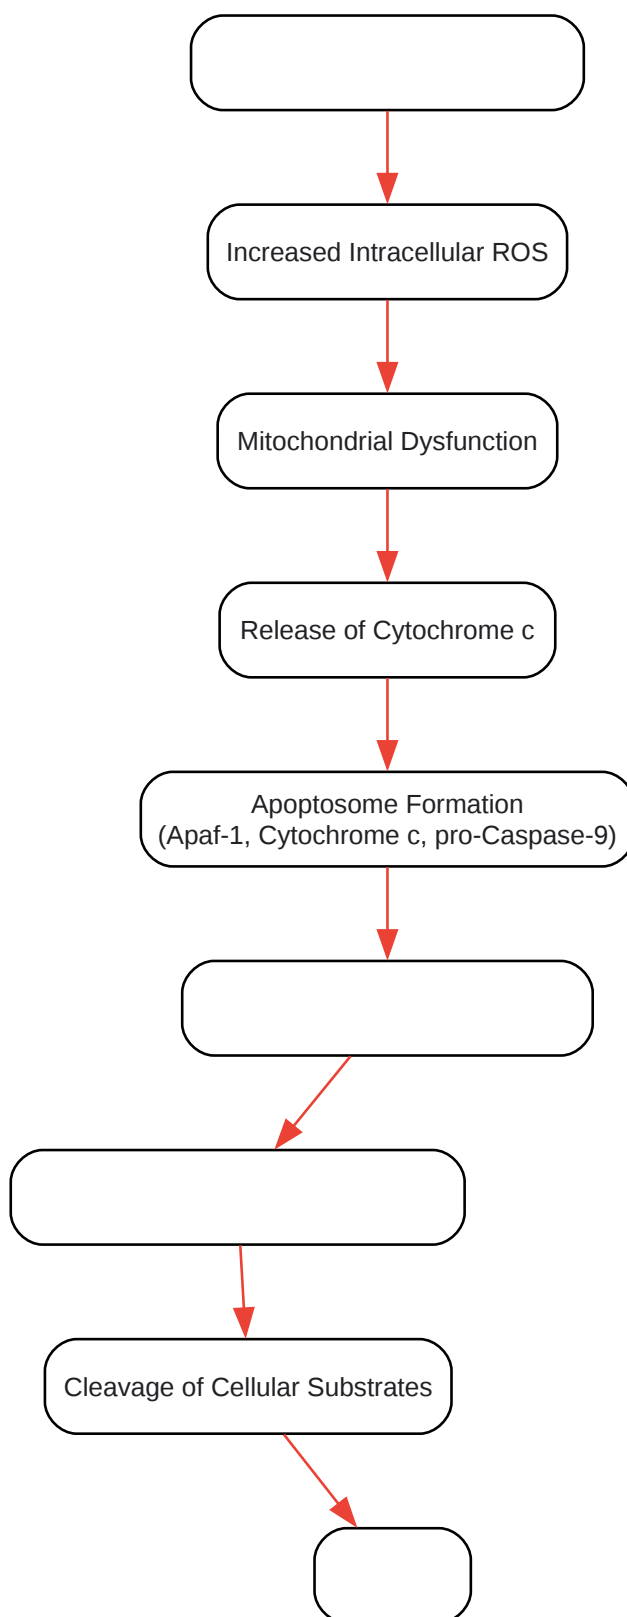 Increased Intracellular ROS
Mitochondrial Dysfunction
Release of Cytochrome c
Apoptosome Formation
(Apaf-1, Cytochrome c, pro-Caspase-9)
Cleavage of Cellular Substrates